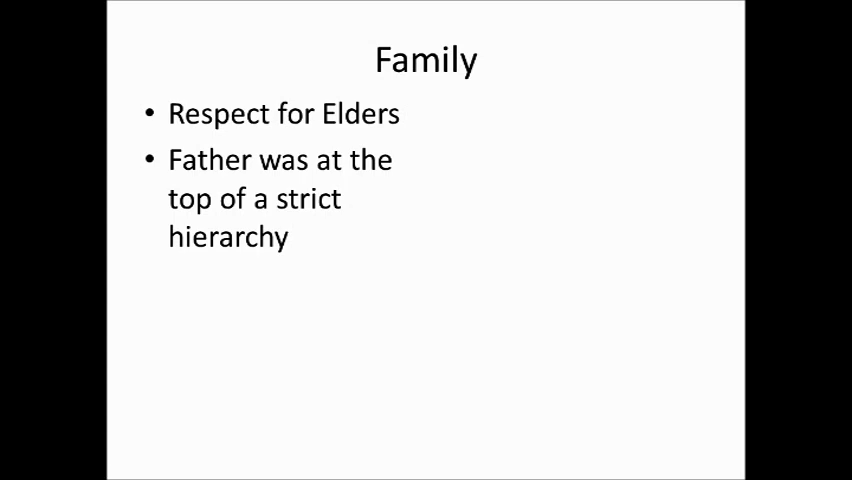 Family
• Respect for Elders
• Father was at the
top of a strict
hierarchy